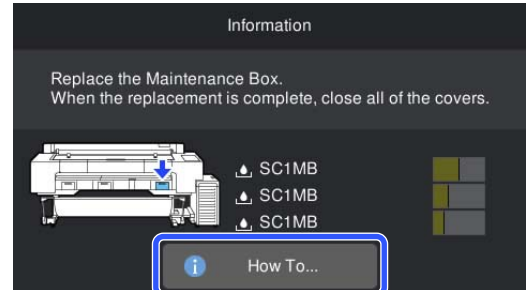 Information
Replace the Maintenance Box.
When the replacement is complete, close all of the covers.
SC1MB
SC1MB
SC1MB
i How To...